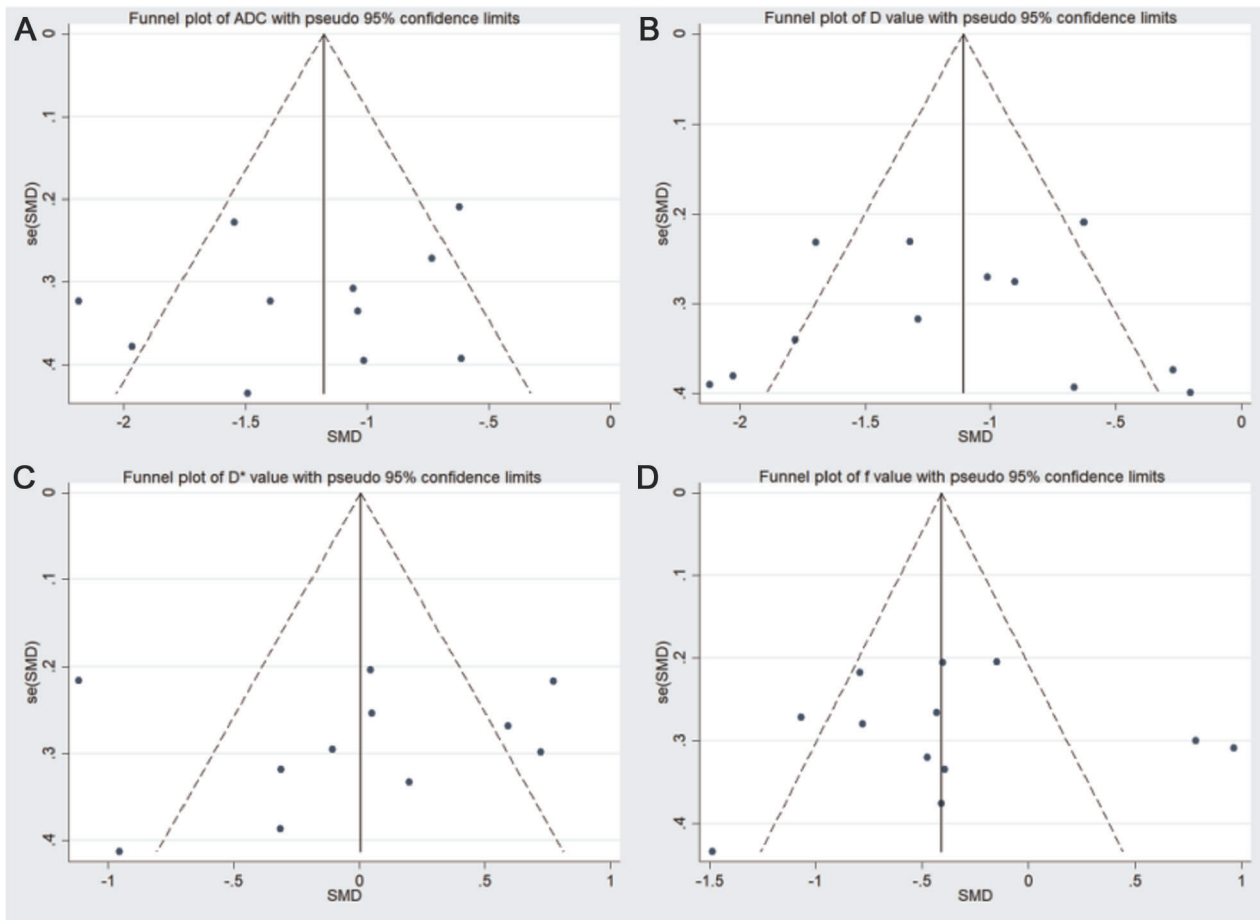 A
Funnel plot of ADC with pseudo 95% confidence limits
se(SMD)
0
.1
.2
.3
.4
-2
-1.5
-1
-.5
0
SMD
B
Funnel plot of D value with pseudo 95% confidence limits
se(SMD)
0
.1
.2
.3
.4
-2
-1.5
-1
-.5
0
SMD
C
Funnel plot of D* value with pseudo 95% confidence limits
se(SMD)
0
.1
.2
.3
.4
-1
-.5
0
.5
1
SMD
D
Funnel plot of f value with pseudo 95% confidence limits
se(SMD)
0
.1
.2
.3
.4
-1.5
-1
-.5
0
.5
1
SMD